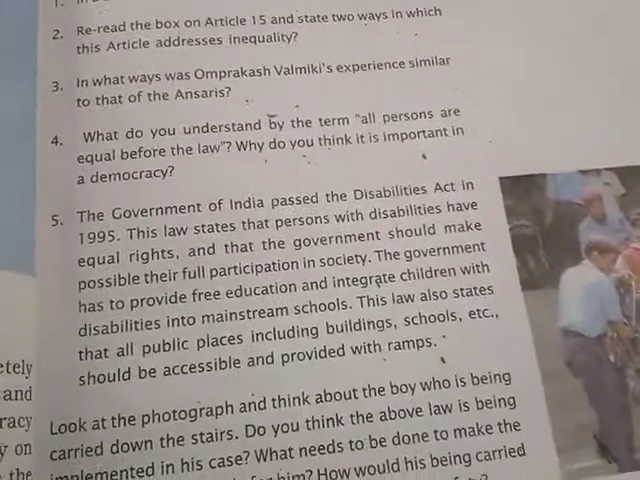 1.
2. Re-read the box on Article 15 and state two ways in which
this Article addresses inequality?
3. In what ways was Omprakash Valmiki's experience similar
to that of the Ansaris?
4. What do you understand by the term "all persons are
equal before the law"? Why do you think it is important in
a democracy?
5. The Government of India passed the Disabilities Act in
1995. This law states that persons with disabilities have
equal rights, and that the government should make
possible their full participation in society. The government
has to provide free education and integrate children with
disabilities into mainstream schools. This law also states
that all public places including buildings, schools, etc.,
should be accessible and provided with ramps.
Look at the photograph and think about the boy who is being
carried down the stairs. Do you think the above law is being
implemented in his case? What needs to be done to make the
him? How would his being carried
etely
and
racy
y on
the